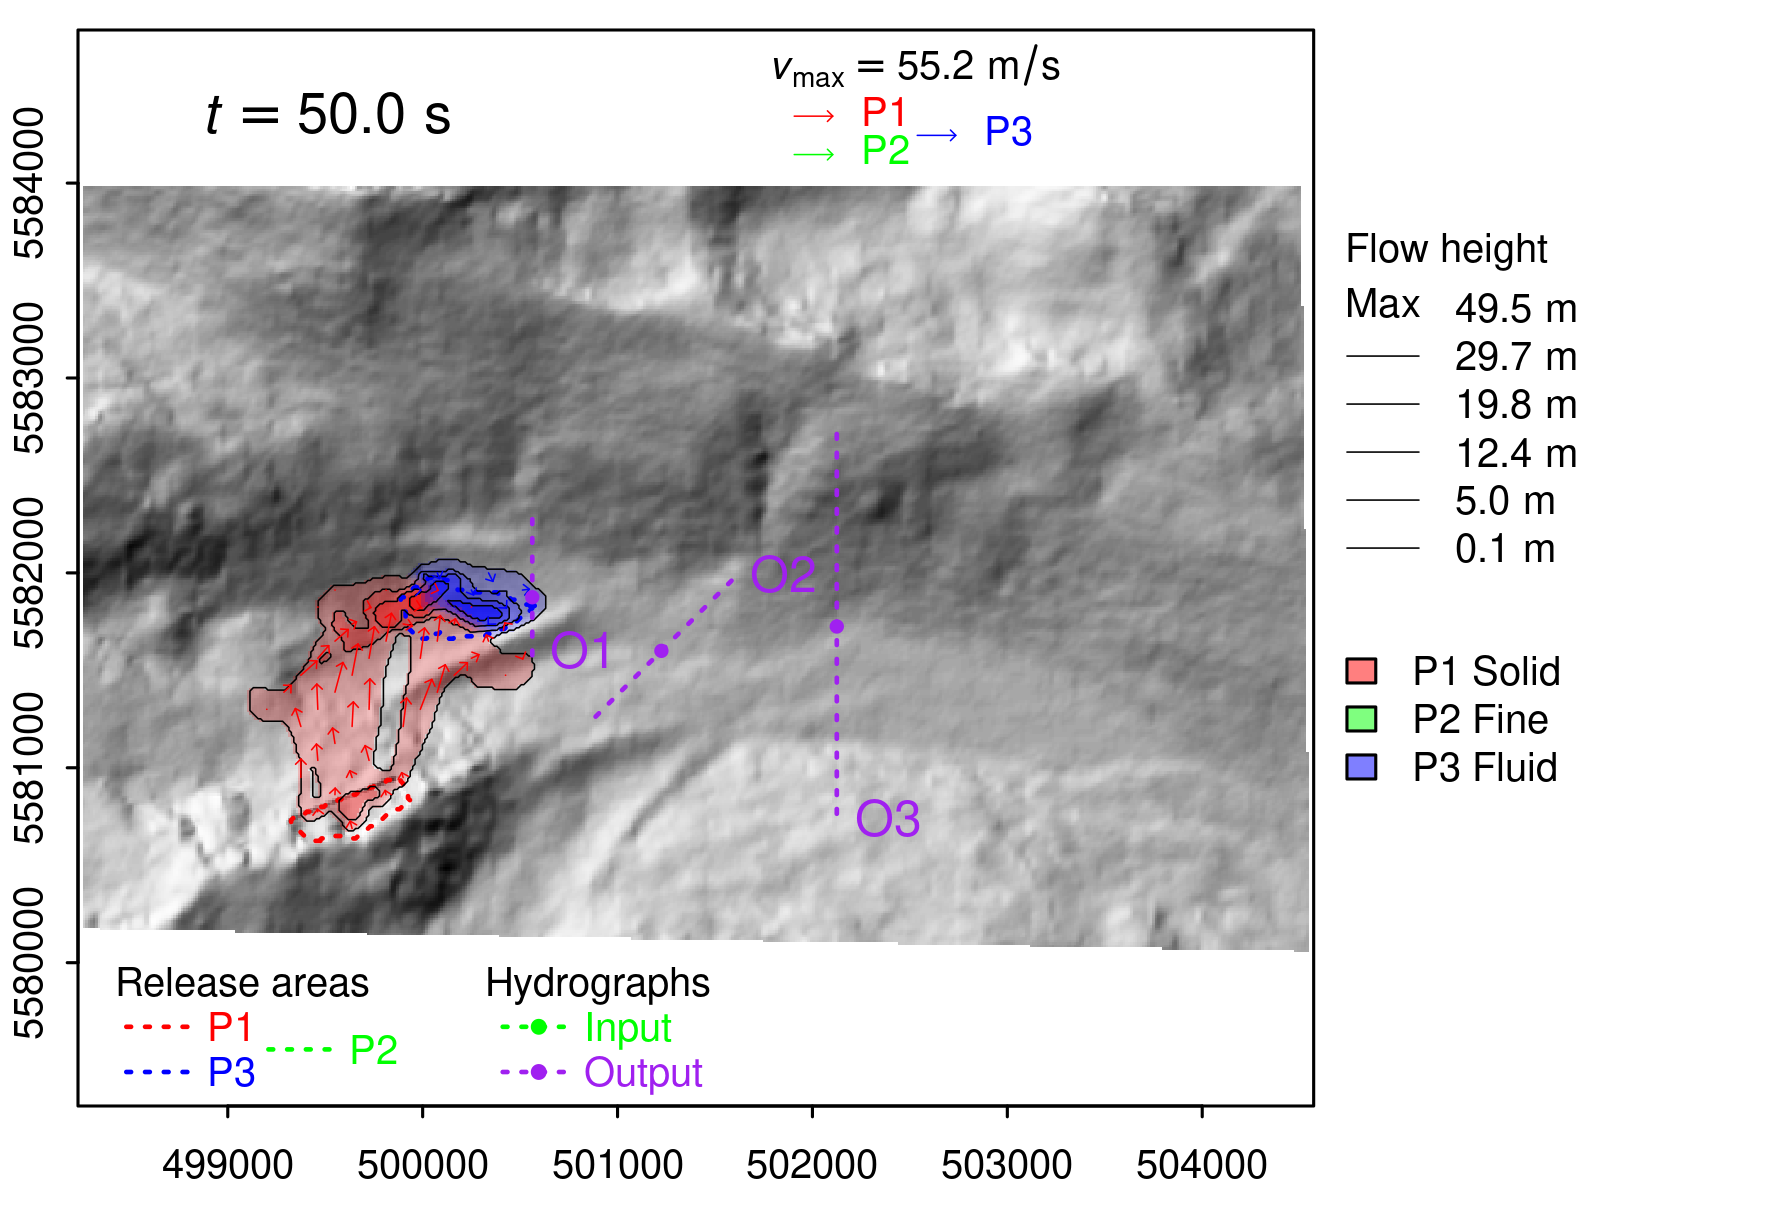 t = 50.0 s
vmax = 55.2 m/s
P1
P2
P3
5584000
5583000
5582000
5581000
5580000
O1
O2
O3
Flow height
Max 49.5 m
29.7 m
19.8 m
12.4 m
5.0 m
0.1 m
P1 Solid
P2 Fine
P3 Fluid
Release areas
P1
P2
P3
Hydrographs
Input
Output
499000 500000 501000 502000 503000 504000